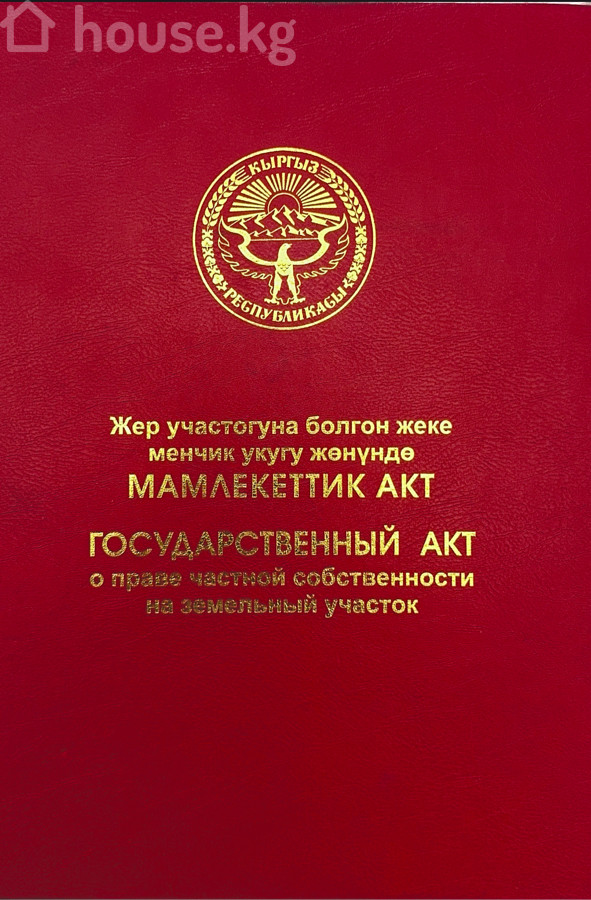 house.kg
КЫРГЫЗ
РЕСПУБЛИКАСЫ
Жер участогуна болгон жеке
менчик укугу жөнүндө
МАМЛЕКЕТТИК АКТ
ГОСУДАРСТВЕННЫЙ АКТ
о праве частной собственности
на земельный участок